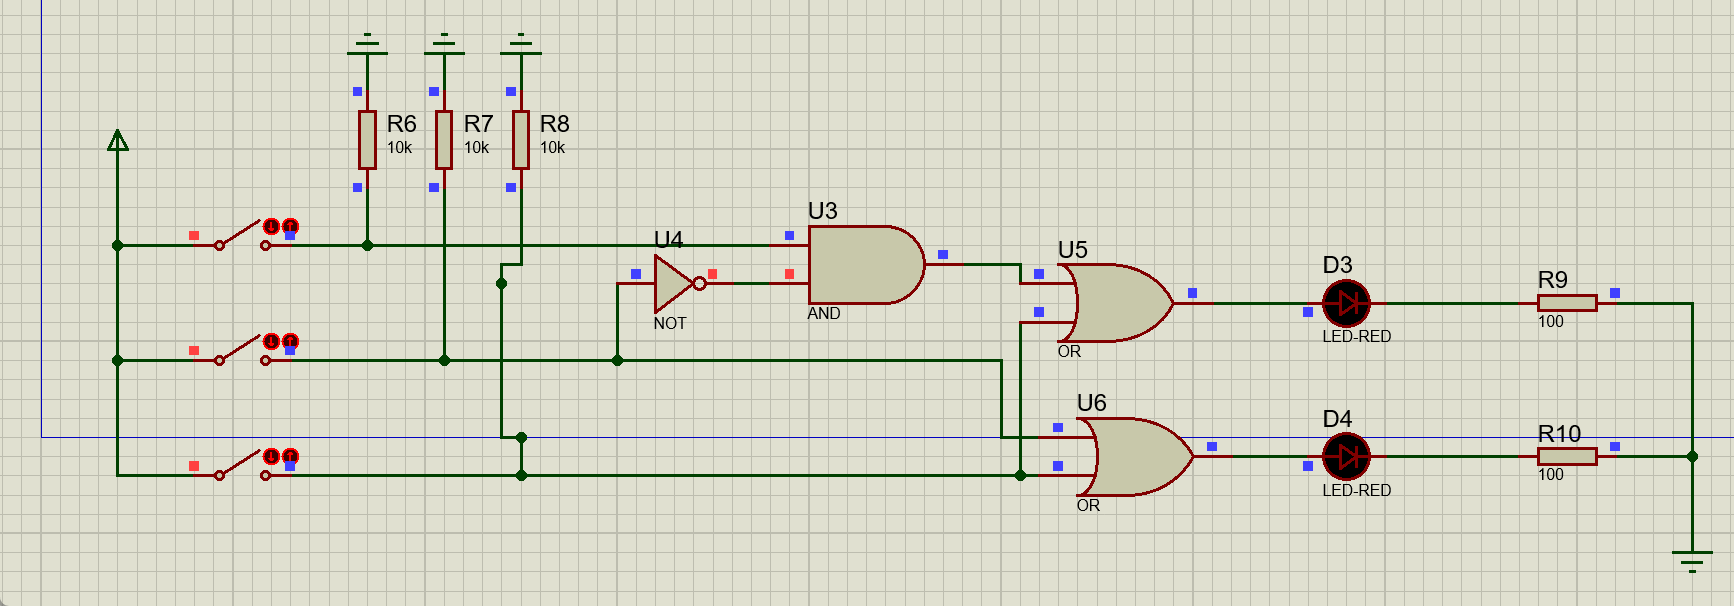 R6
10k
R7
10k
R8
10k
U3
AND
U4
NOT
U5
OR
D3
LED-RED
R9
100
U6
OR
D4
LED-RED
R10
100